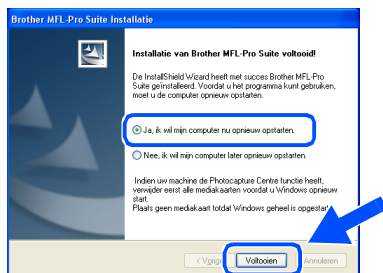 Brother MFL-Pro Suite Installatie
Installatie van Brother MFL-Pro Suite voltooid!
De InstallShield Wizard heeft met succes Brother MFL-Pro
Suite geïnstalleerd. Voordat u het programma kunt gebruiken,
moet u de computer opnieuw opstarten.
Ja, ik wil mijn computer nu opnieuw opstarten.
Nee, ik wil mijn computer later opnieuw opstarten.
Indien uw machine de Photocapture Centre functie heeft,
verwijder eerst alle mediakaarten voordat u Windows opnieuw
start.
Plaats geen mediakaart totdat Windows geheel is
Voltooien
Annuleren